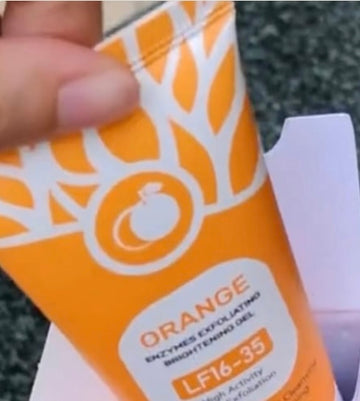 ORANGE
ENZYMES EXFOLIATING
BRIGHTENING GEL
LF16-35
High Activity
Exfoliation